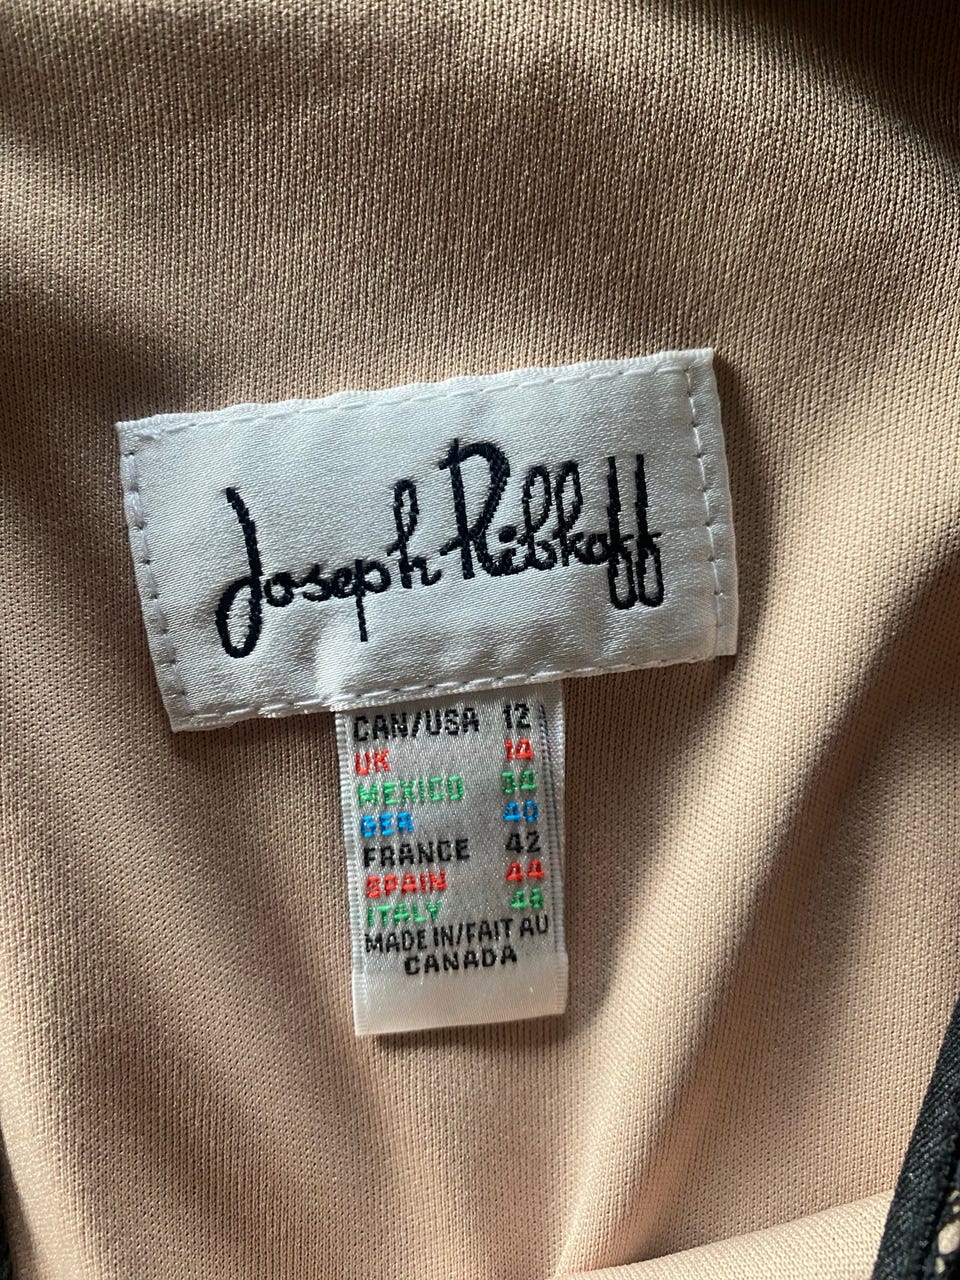 Joseph Ribkoff
CAN/USA 12
UK 14
MEXICO 34
GER 40
FRANCE 42
SPAIN 44
ITALY 46
MADE IN/FAIT AU
CANADA